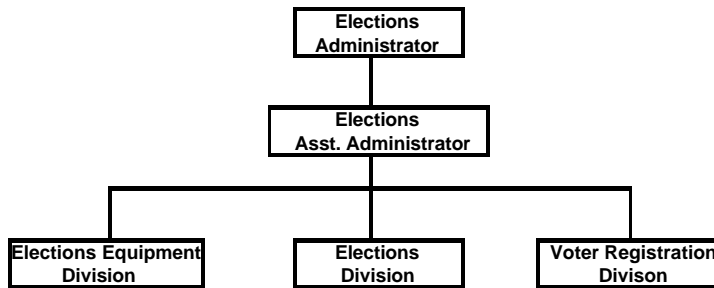 Elections
Administrator
Elections
Asst. Administrator
Elections Equipment
Division
Elections
Division
Voter Registration
Divison